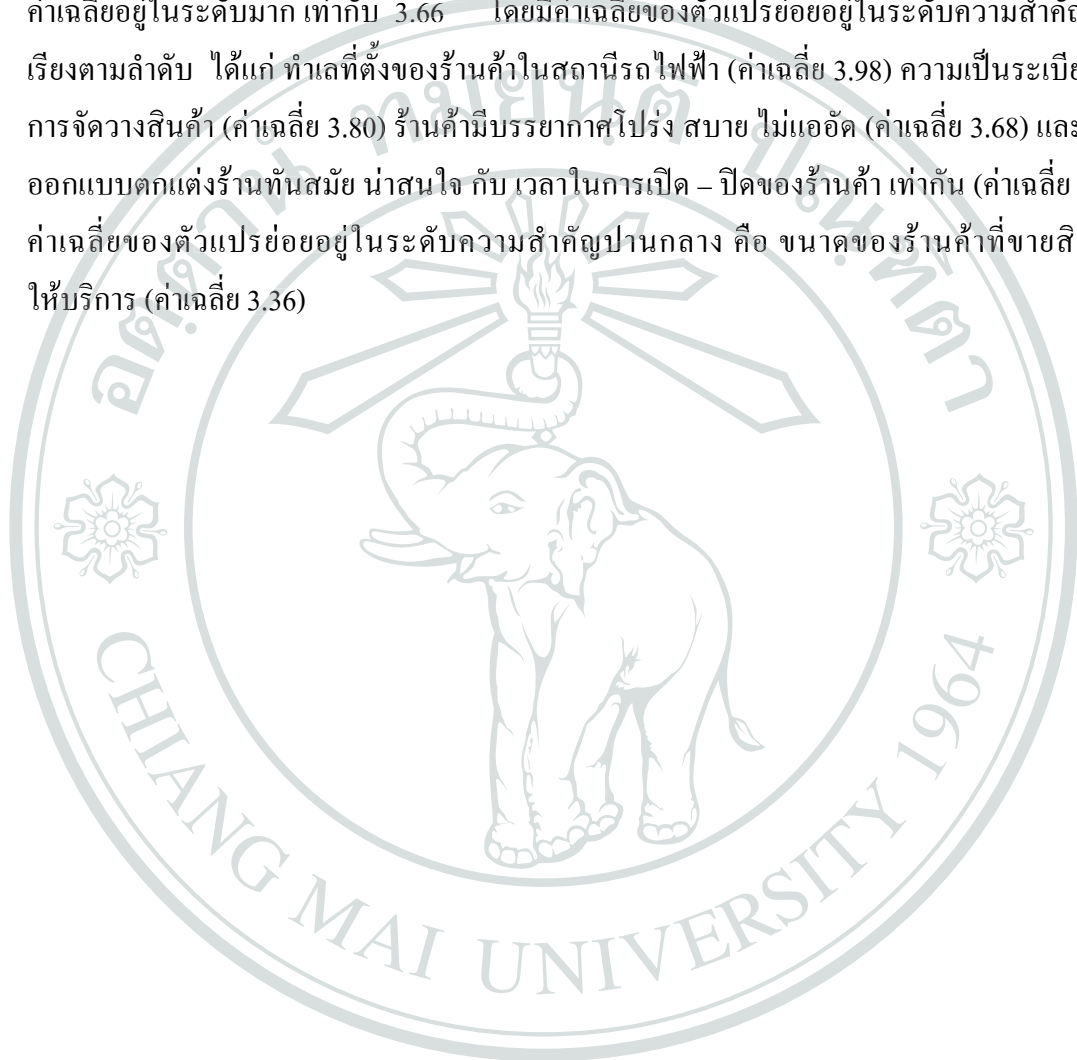 ค่าเฉลี่ยอยู่ในระดับมาก เท่ากับ 3.66 โดยมีค่าเฉลี่ยของตัวแปรย่อยอยู่ในระดับความสำคัญ
เรียงตามลำดับ ได้แก่ ทำเลที่ตั้งของร้านค้าในสถานีรถไฟฟ้า (ค่าเฉลี่ย 3.98) ความเป็นระเบีย
การจัดวางสินค้า (ค่าเฉลี่ย 3.80) ร้านค้ามีบรรยากาศโปร่ง สบาย ไม่แออัด (ค่าเฉลี่ย 3.68) และ
ออกแบบตกแต่งร้านทันสมัย น่าสนใจ กับ เวลาในการเปิด – ปิดของร้านค้า เท่ากัน (ค่าเฉลี่ย
ค่าเฉลี่ยของตัวแปรย่อยอยู่ในระดับความสำคัญปานกลาง คือ ขนาดของร้านค้าที่ขายสิ
ให้บริการ (ค่าเฉลี่ย 3.36)
อตฺตานํ ทมยนฺติ ปณฺฑิตา
CHIANG MAI UNIVERSITY 1964